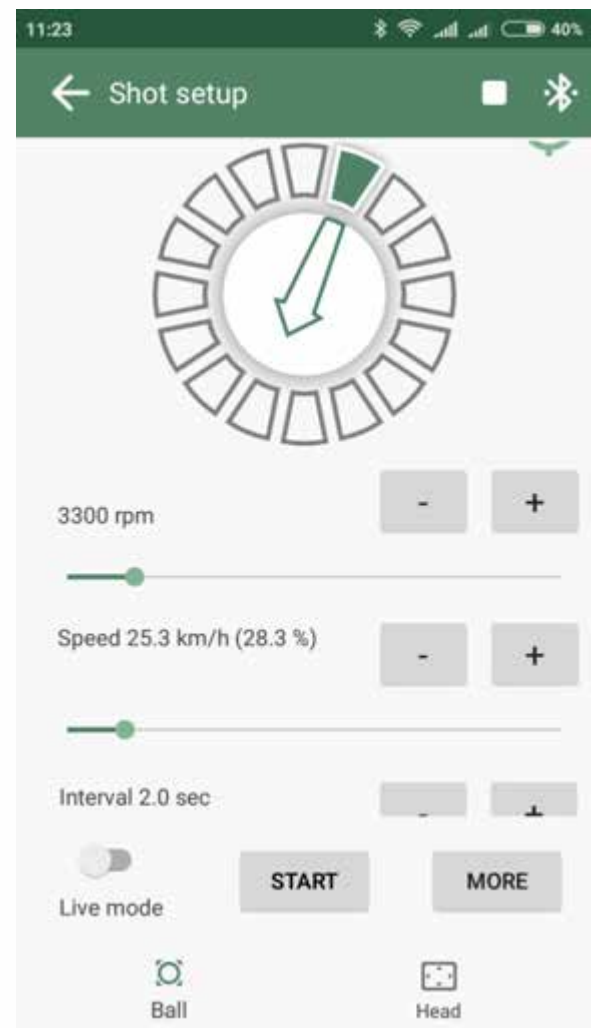 11:23 40%
Shot setup
3300 rpm - +
Speed 25.3 km/h (28.3 %) - +
Interval 2.0 sec - +
Live mode START MORE
Ball Head